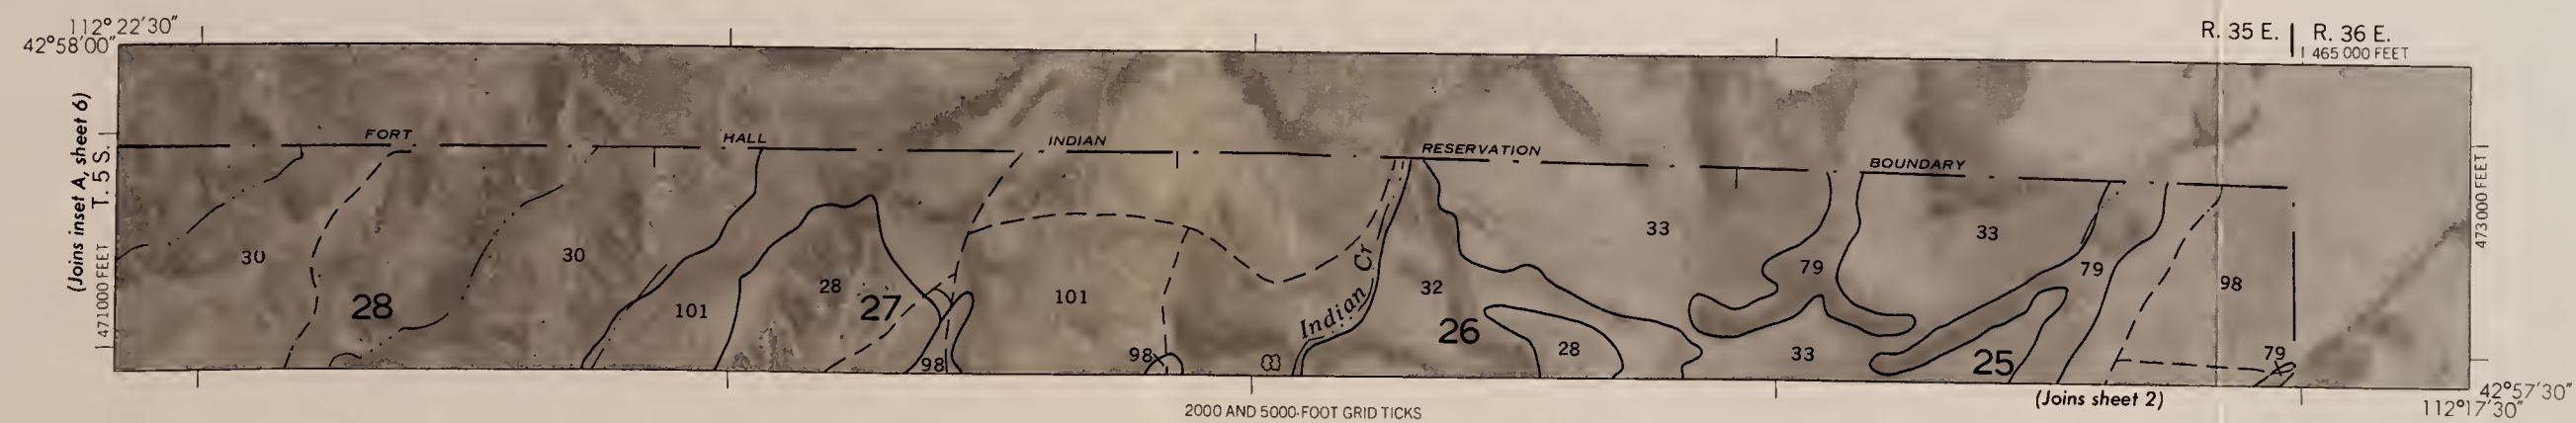 112°22'30"
42°58'00"
R. 35 E. | R. 36 E.
465 000 FEET
(Joins inset A, sheet 6)
T. 5 S.
471 000 FEET
473 000 FEET
FORT HALL INDIAN RESERVATION BOUNDARY
30
28
30
101
28
27
98
101
98
Indian Cr
32
26
28
33
79
33
33
25
79
98
79
42°57'30"
112°17'30"
(Joins sheet 2)
2000 AND 5000-FOOT GRID TICKS